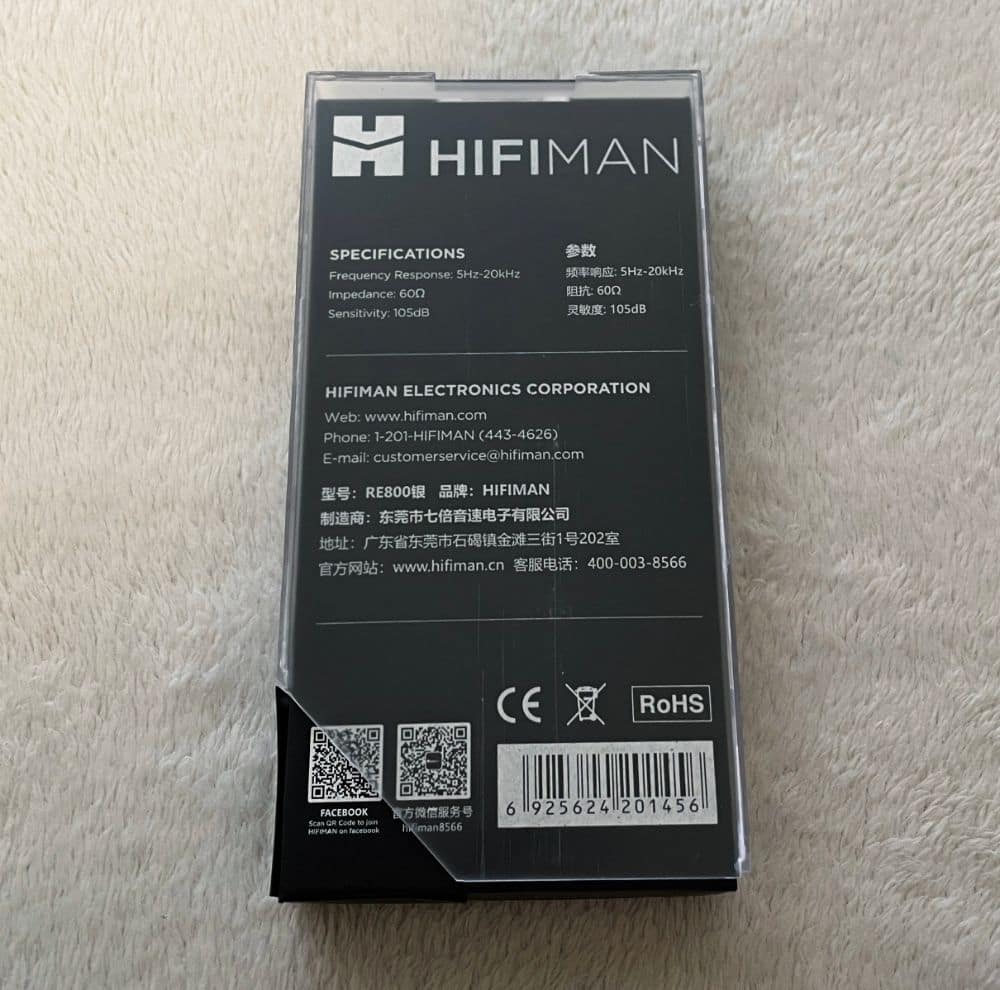 HIFIMAN
SPECIFICATIONS
Frequency Response: 5Hz-20kHz
Impedance: 60Ω
Sensitivity: 105dB
参数
频率响应: 5Hz-20kHz
阻抗: 60Ω
灵敏度: 105dB
HIFIMAN ELECTRONICS CORPORATION
Web: www.hifiman.com
Phone: 1-201-HIFIMAN (443-4626)
E-mail: customerservice@hifiman.com
型号：RE800银 品牌：HIFIMAN
制造商：东莞市七倍音速电子有限公司
地址：广东省东莞市石碣镇金滩三街1号202室
官方网站：www.hifiman.cn 客服电话：400-003-8566
CE
RoHS
FACEBOOK
Scan QR Code to join
HIFIMAN on facebook
官方微信服务号
hifiman8566
6 925624 201456